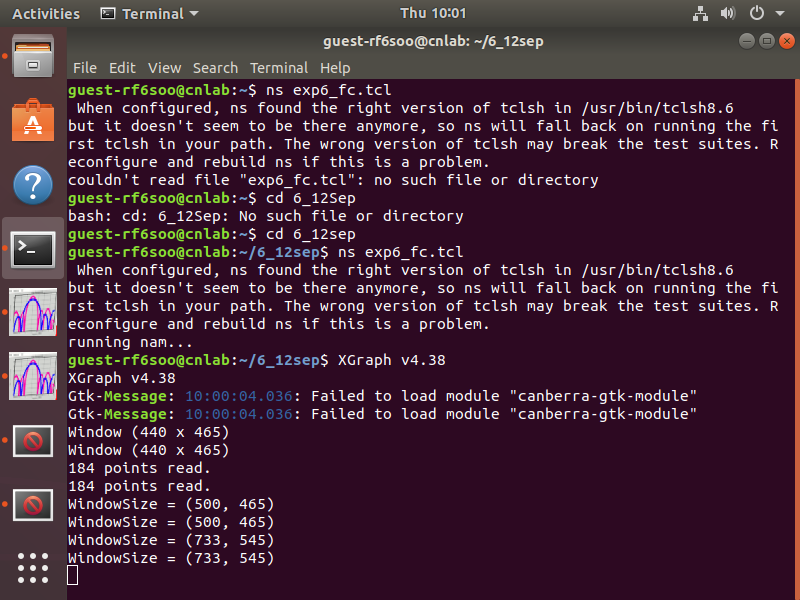 Activities Terminal Thu 10:01
guest-rf6soo@cnlab: ~/6_12sep
File Edit View Search Terminal Help
guest-rf6soo@cnlab:~$ ns exp6_fc.tcl
 When configured, ns found the right version of tclsh in /usr/bin/tclsh8.6
but it doesn't seem to be there anymore, so ns will fall back on running the fi
rst tclsh in your path. The wrong version of tclsh may break the test suites. R
econfigure and rebuild ns if this is a problem.
couldn't read file "exp6_fc.tcl": no such file or directory
guest-rf6soo@cnlab:~$ cd 6_12Sep
bash: cd: 6_12Sep: No such file or directory
guest-rf6soo@cnlab:~$ cd 6_12sep
guest-rf6soo@cnlab:~/6_12sep$ ns exp6_fc.tcl
 When configured, ns found the right version of tclsh in /usr/bin/tclsh8.6
but it doesn't seem to be there anymore, so ns will fall back on running the fi
rst tclsh in your path. The wrong version of tclsh may break the test suites. R
econfigure and rebuild ns if this is a problem.
running nam...
guest-rf6soo@cnlab:~/6_12sep$ XGraph v4.38
XGraph v4.38
Gtk-Message: 10:00:04.036: Failed to load module "canberra-gtk-module"
Gtk-Message: 10:00:04.036: Failed to load module "canberra-gtk-module"
Window (440 x 465)
Window (440 x 465)
184 points read.
184 points read.
WindowSize = (500, 465)
WindowSize = (500, 465)
WindowSize = (733, 545)
WindowSize = (733, 545)